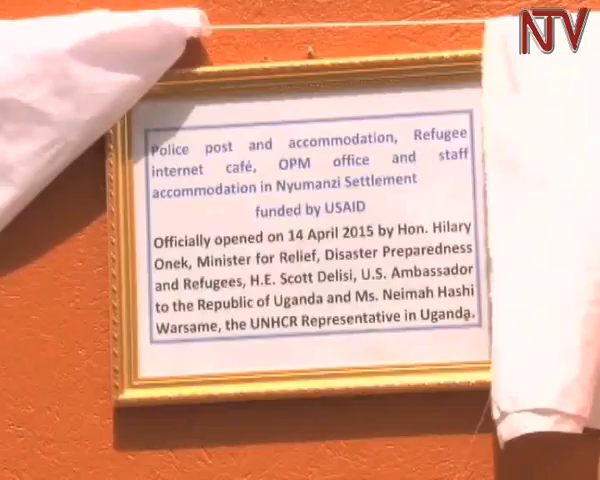 NTV
Police post and accommodation, Refugee
internet café, OPM office and staff
accommodation in Nyumanzi Settlement
funded by USAID
Officially opened on 14 April 2015 by Hon. Hilary
Onek, Minister for Relief, Disaster Preparedness
and Refugees, H.E. Scott Delisi, U.S. Ambassador
to the Republic of Uganda and Ms. Neimah Hashi
Warsame, the UNHCR Representative in Uganda.